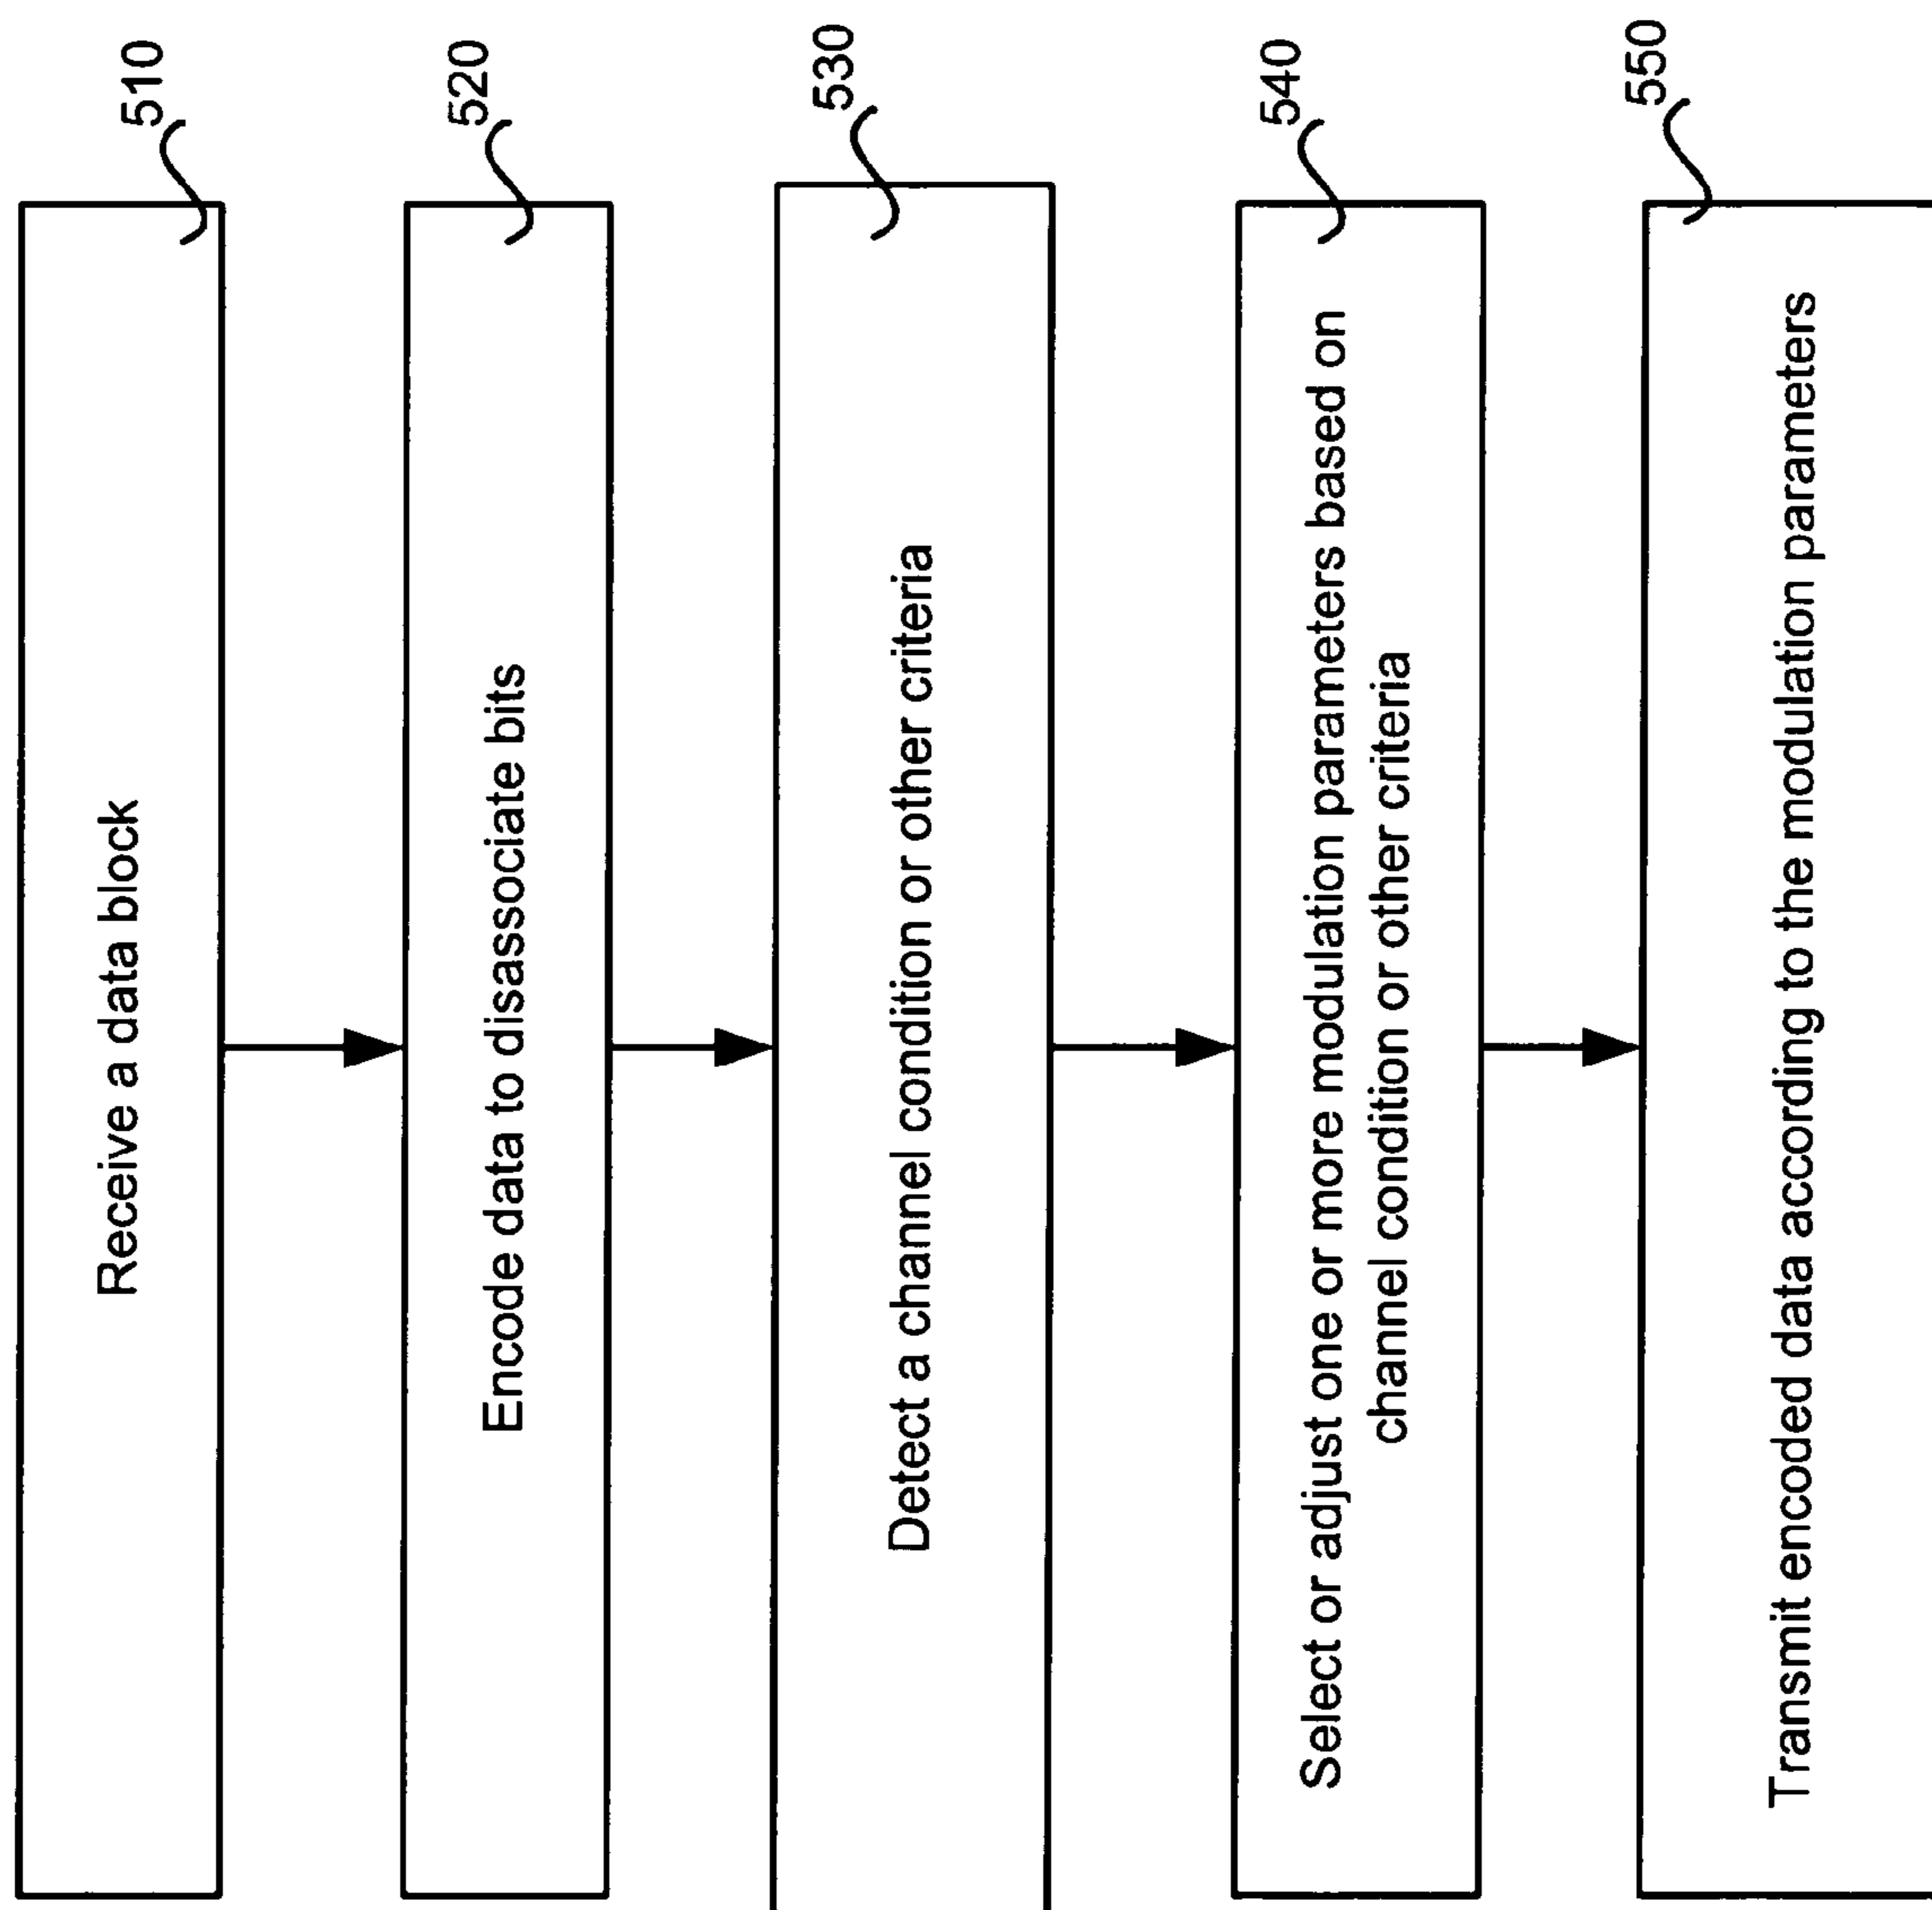 510
Receive a data block
520
Encode data to disassociate bits
530
Detect a channel condition or other criteria
540
Select or adjust one or more modulation parameters based on
channel condition or other criteria
550
Transmit encoded data according to the modulation parameters